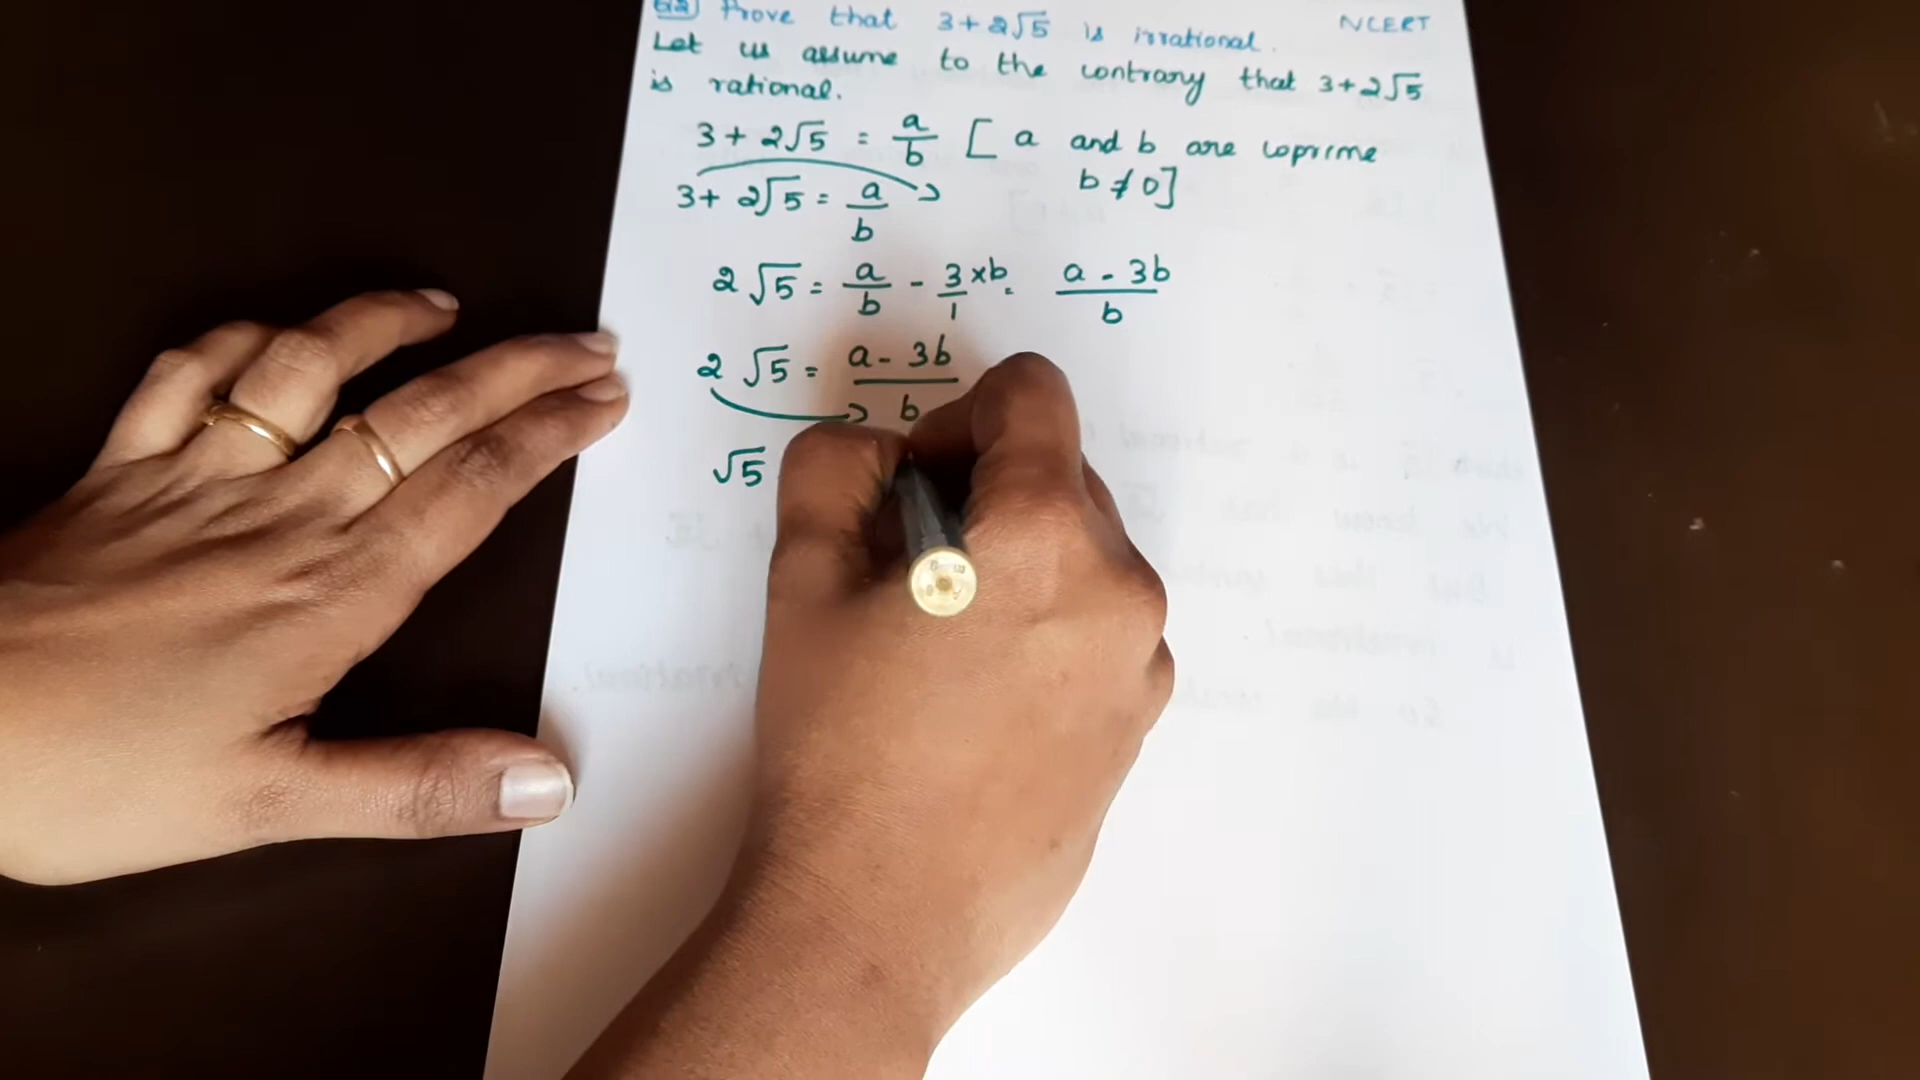 Q2) Prove that 3+2√5 is irrational. NCERT
Let us assume to the contrary that 3+2√5
is rational.
3 + 2√5 = a/b [ a and b are coprime
b ≠ 0]
3+ 2√5 = a/b
2 √5 = a/b - 3/1 ×b = a - 3b/b
2 √5 = a - 3b/b
√5